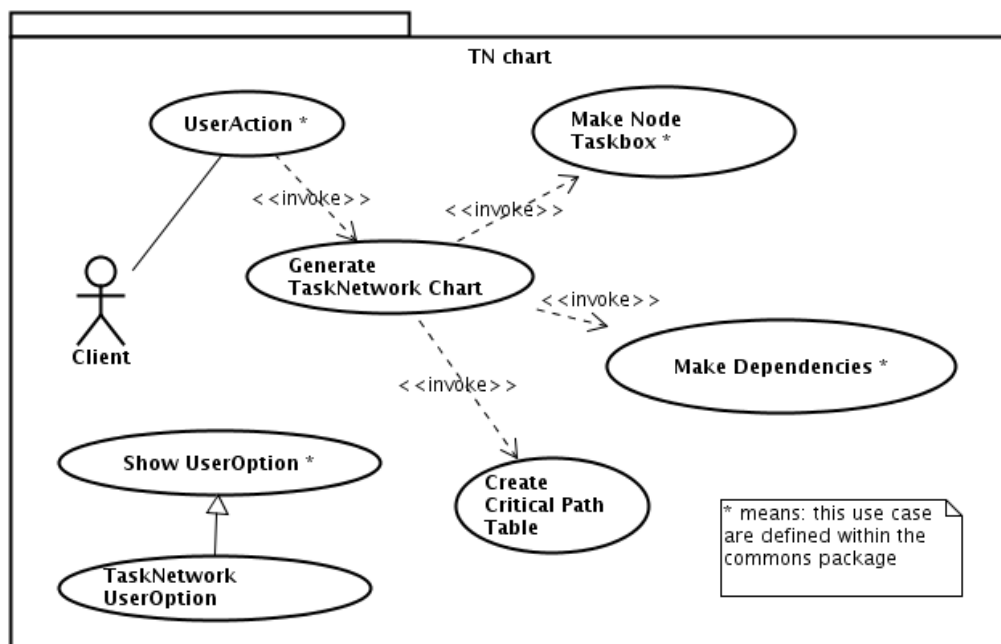 TN chart
UserAction *
Make Node
Taskbox *
<<invoke>>
<<invoke>>
Generate
TaskNetwork Chart
<<invoke>>
Client
Make Dependencies *
<<invoke>>
Show UserOption *
Create
Critical Path
Table
* means: this use case
are defined within the
commons package
TaskNetwork
UserOption